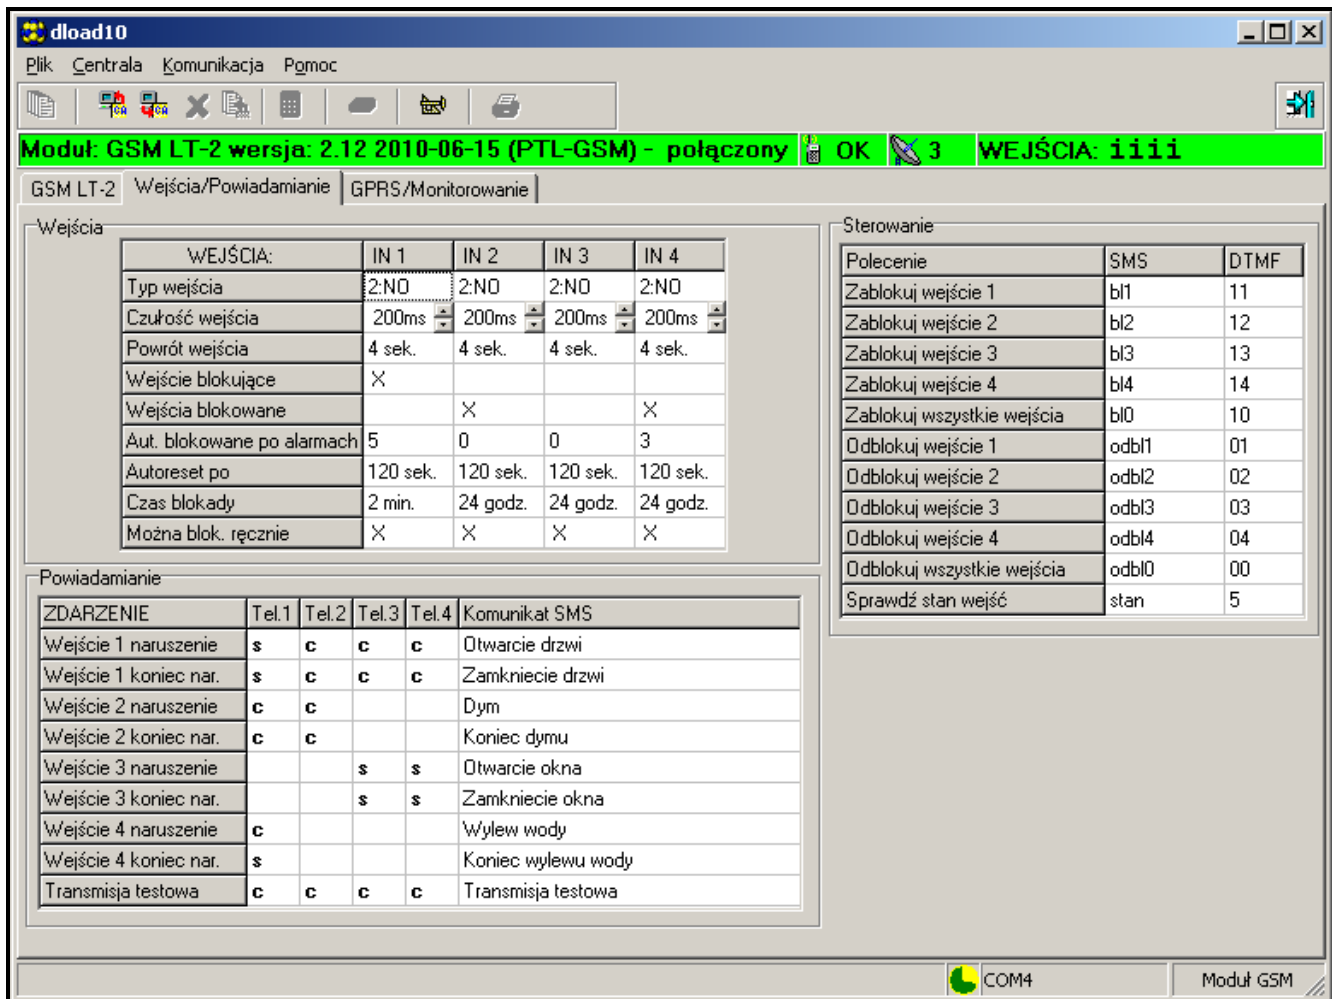 dload10
Plik Centrala Komunikacja Pomoc
Moduł: GSM LT-2 wersja: 2.12 2010-06-15 (PTL-GSM) - połączony OK 3 WEJŚCIA: iiii
GSM LT-2 Wejścia/Powiadamianie GPRS/Monitorowanie
Wejścia
WEJŚCIA: IN 1 IN 2 IN 3 IN 4
Typ wejścia 2:NO 2:NO 2:NO 2:NO
Czułość wejścia 200ms 200ms 200ms 200ms
Powrót wejścia 4 sek. 4 sek. 4 sek. 4 sek.
Wejście blokujące X
Wejścia blokowane X X
Aut. blokowane po alarmach 5 0 0 3
Autoreset po 120 sek. 120 sek. 120 sek. 120 sek.
Czas blokady 2 min. 24 godz. 24 godz. 24 godz.
Można blok. ręcznie X X X X
Powiadamianie
ZDARZENIE Tel.1 Tel.2 Tel.3 Tel.4 Komunikat SMS
Wejście 1 naruszenie s c c c Otwarcie drzwi
Wejście 1 koniec nar. s c c c Zamkniecie drzwi
Wejście 2 naruszenie c c Dym
Wejście 2 koniec nar. c c Koniec dymu
Wejście 3 naruszenie s s Otwarcie okna
Wejście 3 koniec nar. s s Zamkniecie okna
Wejście 4 naruszenie c Wylew wody
Wejście 4 koniec nar. s Koniec wylewu wody
Transmisja testowa c c c c Transmisja testowa
Sterowanie
Polecenie SMS DTMF
Zablokuj wejście 1 bl1 11
Zablokuj wejście 2 bl2 12
Zablokuj wejście 3 bl3 13
Zablokuj wejście 4 bl4 14
Zablokuj wszystkie wejścia bl0 10
Odblokuj wejście 1 odbl1 01
Odblokuj wejście 2 odbl2 02
Odblokuj wejście 3 odbl3 03
Odblokuj wejście 4 odbl4 04
Odblokuj wszystkie wejścia odbl0 00
Sprawdź stan wejść stan 5
COM4 Moduł GSM